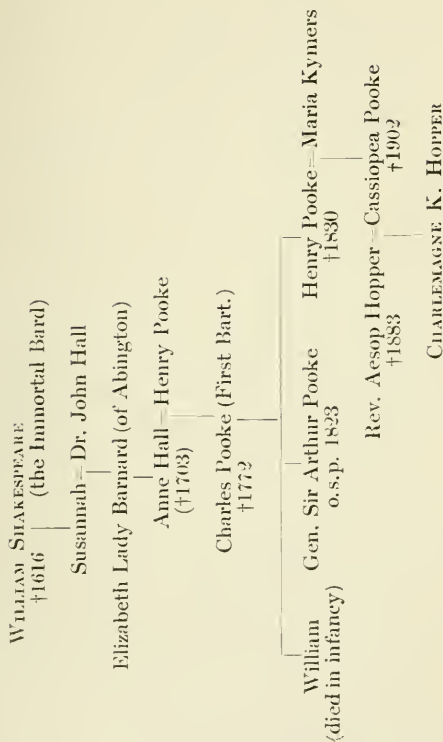 WILLIAM SHAKESPEARE
†1616 (the Immortal Bard)
Susannah=Dr. John Hall
Elizabeth Lady Barnard (of Abington)
Anne Hall=Henry Pooke
(†1703)
Charles Pooke (First Bart.)
†1772
William
(died in infancy)
Gen. Sir Arthur Pooke
o.s.p. 1823
Henry Pooke=Maria Kymers
†1830
Rev. Aesop Hopper=Cassiopea Pooke
†1883 †1902
CHARLEMAGNE K. HOPPER